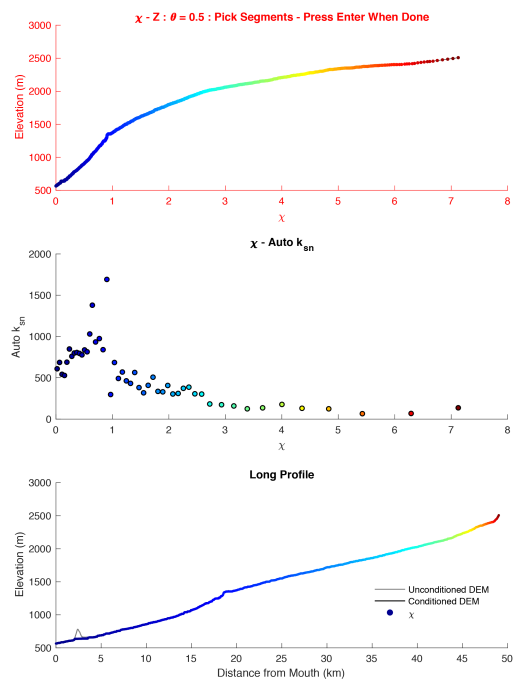 χ - Z : θ = 0.5 : Pick Segments - Press Enter When Done
Elevation (m)
3000
2500
2000
1500
1000
500
0 1 2 3 4 5 6 7 8
χ
χ - Auto k_sn
Auto k_sn
2000
1500
1000
500
0
0 1 2 3 4 5 6 7 8
χ
Long Profile
Elevation (m)
3000
2500
2000
1500
1000
500
Unconditioned DEM
Conditioned DEM
χ
0 5 10 15 20 25 30 35 40 45 50
Distance from Mouth (km)